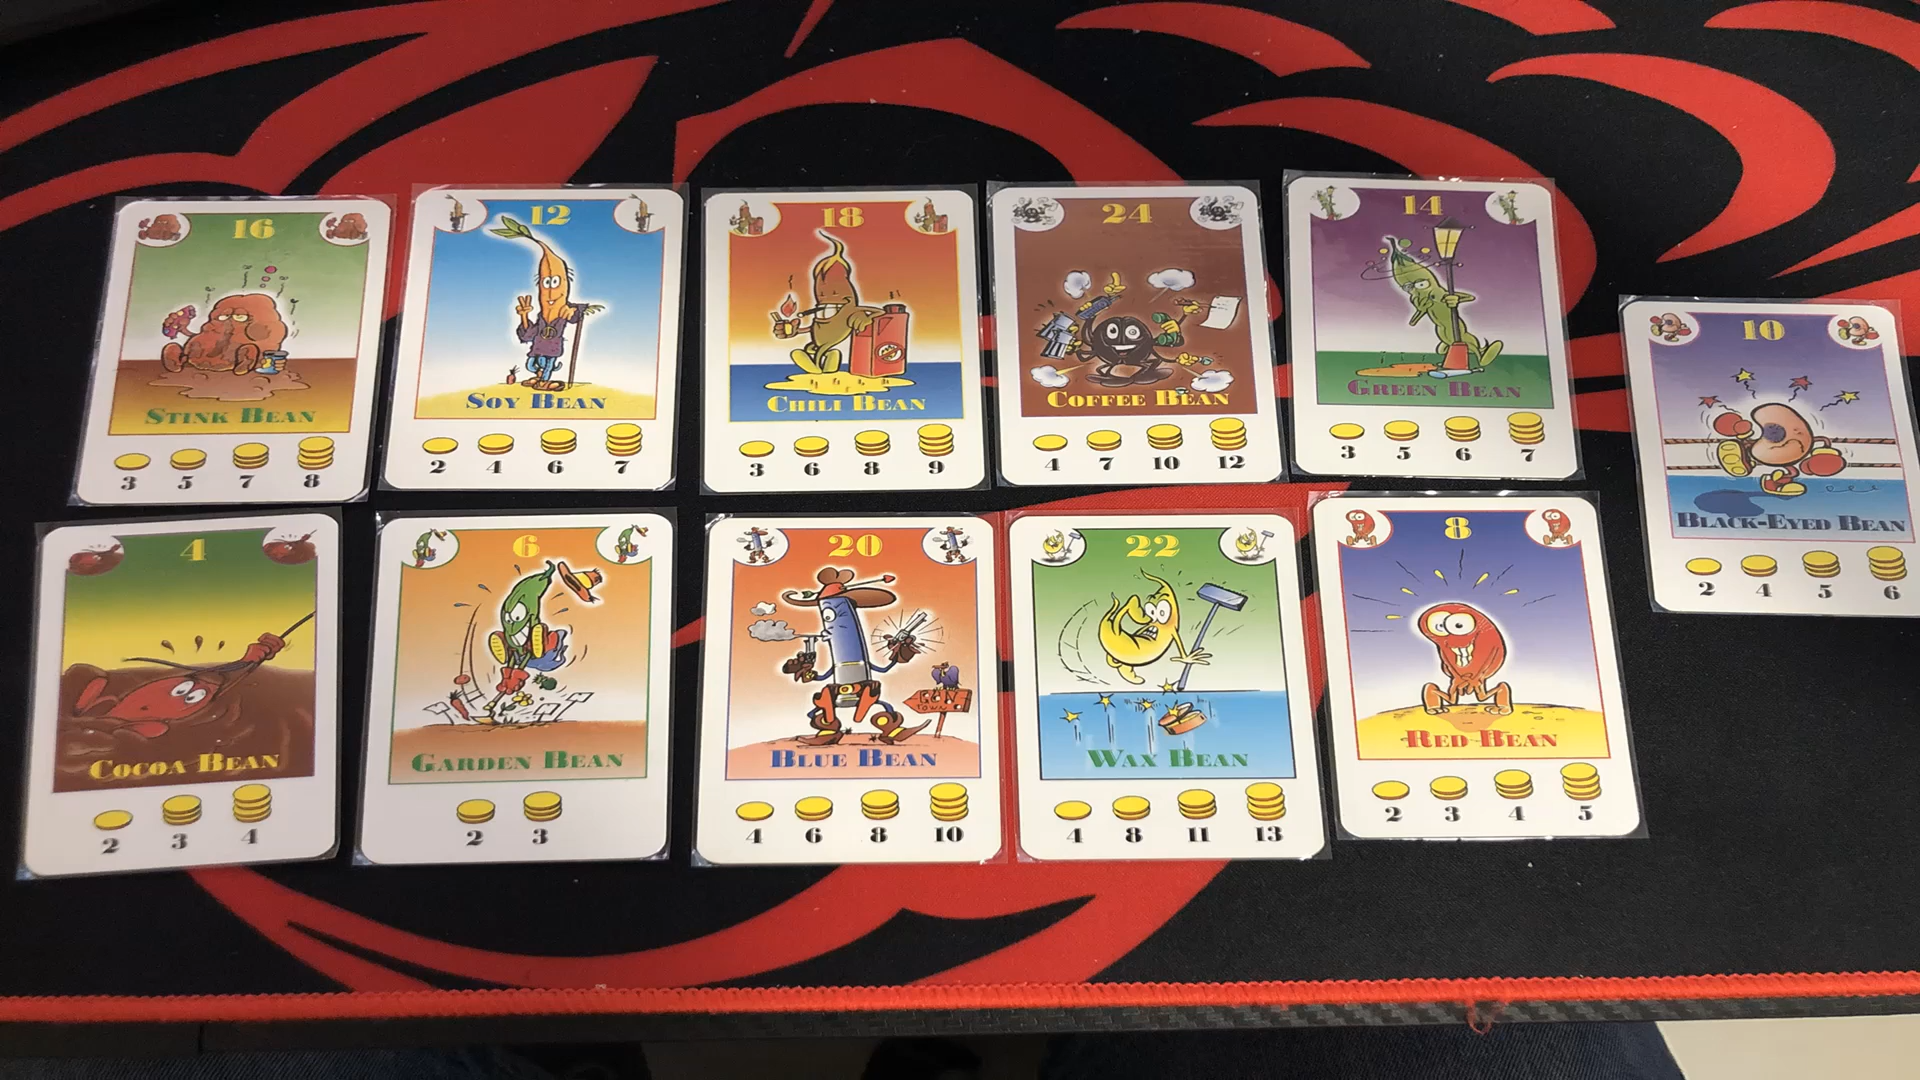 16
STINK BEAN
3 5 7 8
12
SOY BEAN
2 4 6 7
18
CHILI BEAN
3 6 8 9
24
COFFEE BEAN
4 7 10 12
14
GREEN BEAN
3 5 6 7
10
BLACK-EYED BEAN
2 4 5 6
4
COCOA BEAN
2 3 4
6
GARDEN BEAN
2 3
20
GUN
TOWN
BLUE BEAN
4 6 8 10
22
WAX BEAN
4 8 11 13
8
RED BEAN
2 3 4 5